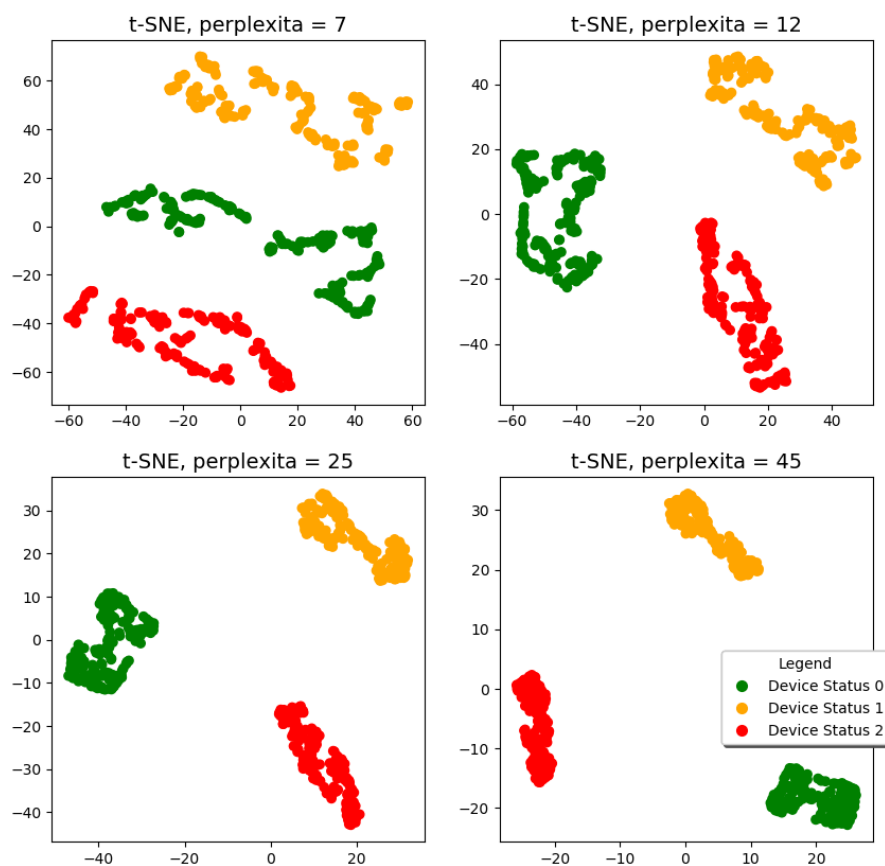 t-SNE, perplexita = 7
60
40
20
0
−20
−40
−60
−60 −40 −20 0 20 40 60
t-SNE, perplexita = 12
40
20
0
−20
−40
−60 −40 −20 0 20 40
t-SNE, perplexita = 25
30
20
10
0
−10
−20
−30
−40
−40 −20 0 20
t-SNE, perplexita = 45
30
20
10
0
−10
−20
−20 −10 0 10 20
Legend
Device Status 0
Device Status 1
Device Status 2